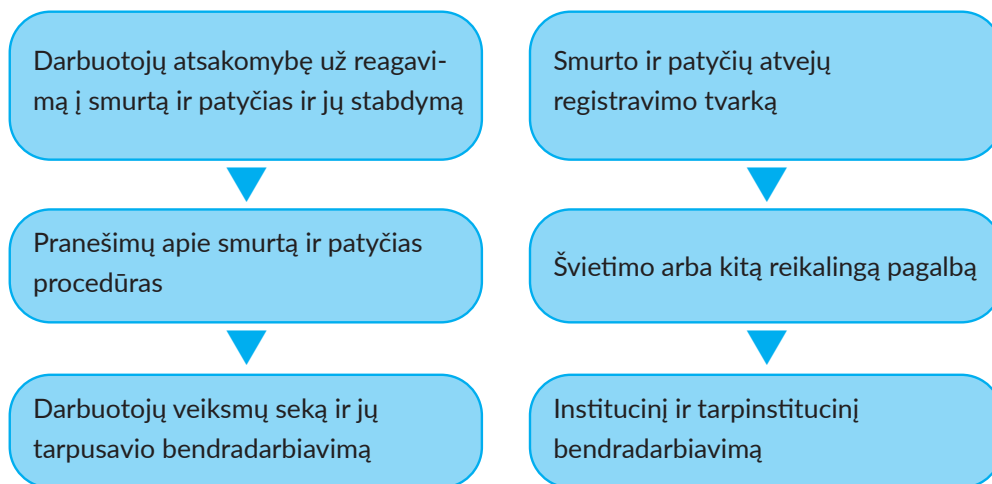 Darbuotojų atsakomybę už reagavi-
mą į smurtą ir patyčias ir jų stabdymą
Pranešimų apie smurtą ir patyčias
procedūras
Darbuotojų veiksmų seką ir jų
tarpusavio bendradarbiavimą
Smurto ir patyčių atvejų
registravimo tvarką
Švietimo arba kitą reikalingą pagalbą
Institucinį ir tarpinstitucinį
bendradarbiavimą